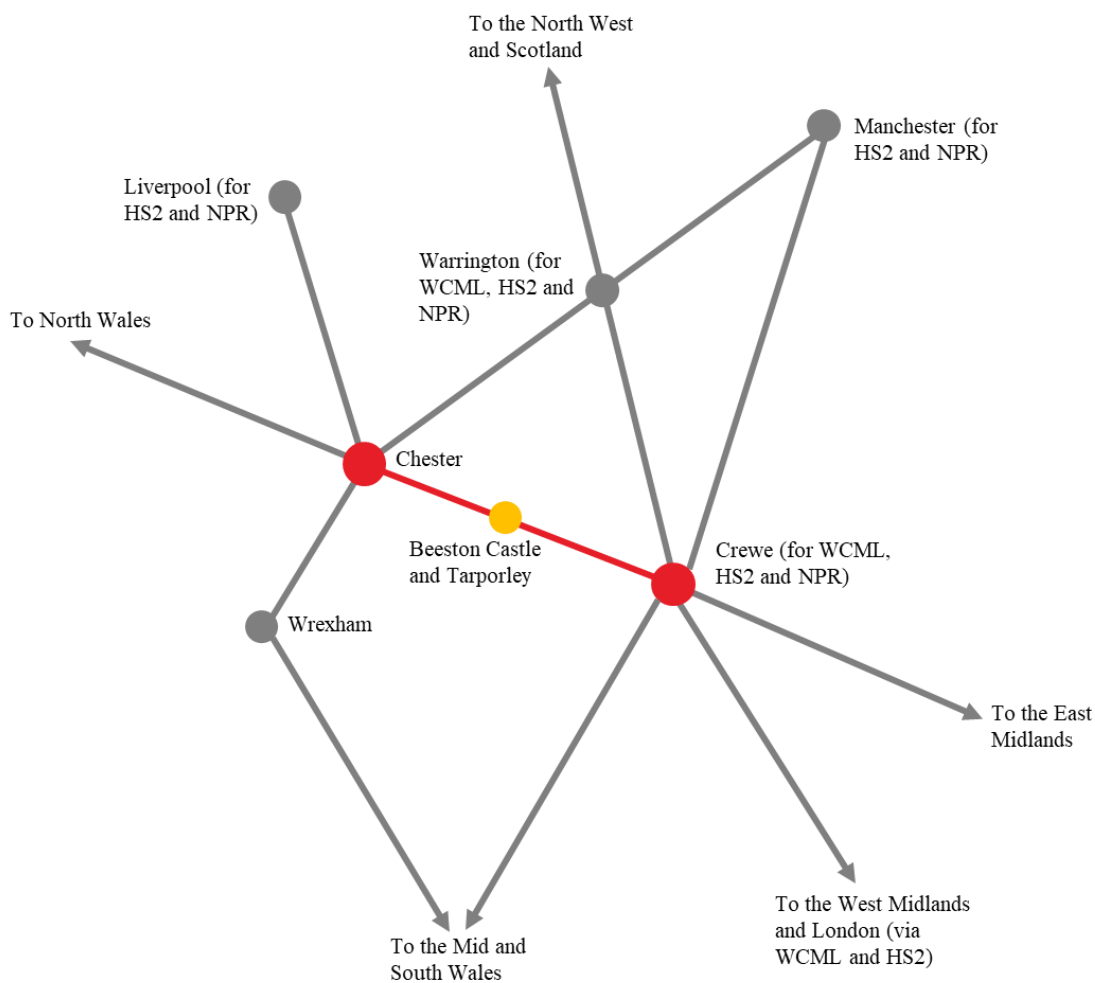 To the North West
and Scotland
Manchester (for
HS2 and NPR)
Liverpool (for
HS2 and NPR)
Warrington (for
WCML, HS2 and
NPR)
To North Wales
Chester
Beeston Castle
and Tarporley
Crewe (for WCML,
HS2 and NPR)
Wrexham
To the East
Midlands
To the West Midlands
and London (via
WCML and HS2)
To the Mid and
South Wales